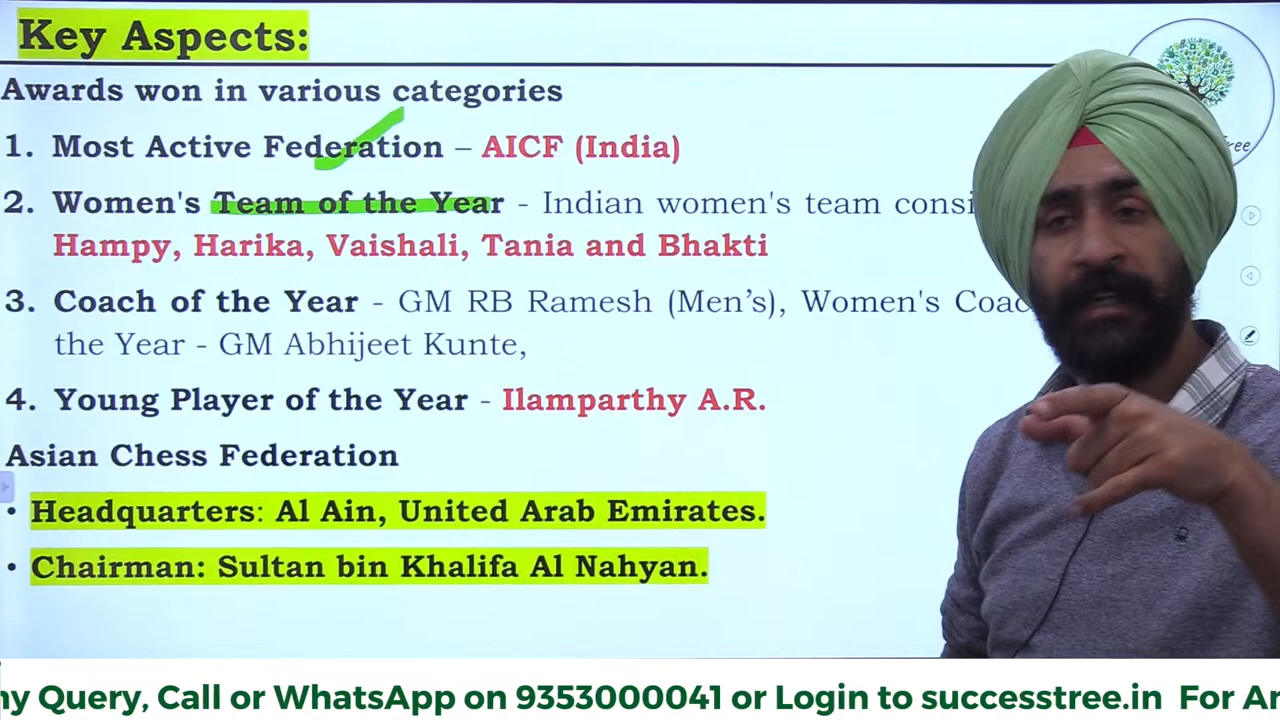 Key Aspects:
Awards won in various categories
1. Most Active Federation – AICF (India)
2. Women's Team of the Year - Indian women's team
Hampy, Harika, Vaishali, Tania and Bhakti
3. Coach of the Year - GM RB Ramesh (Men’s), Women's
the Year - GM Abhijeet Kunte,
4. Young Player of the Year - Ilamparthy A.R.
Asian Chess Federation
• Headquarters: Al Ain, United Arab Emirates.
• Chairman: Sultan bin Khalifa Al Nahyan.
Query, Call or WhatsApp on 9353000041 or Login to successtree.in For